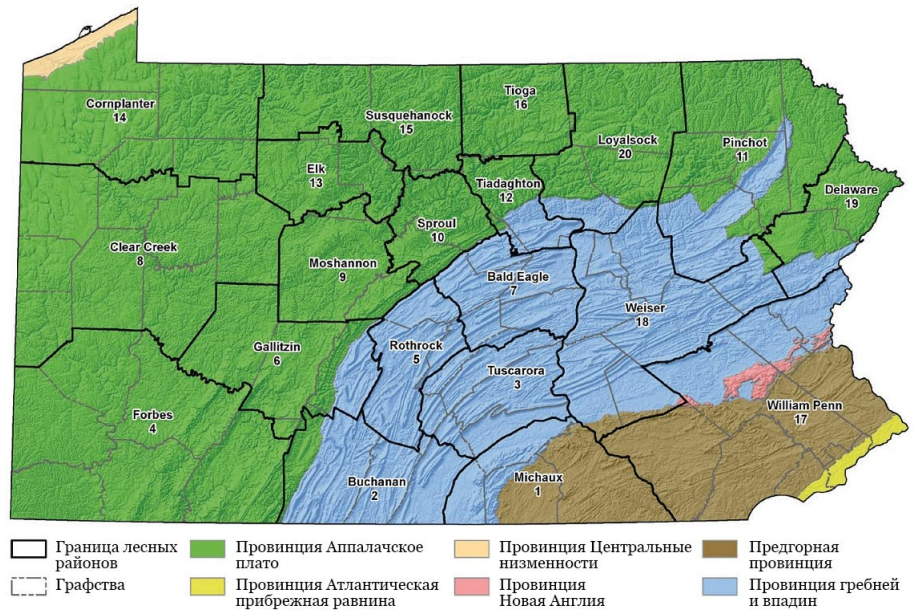 Cornplanter
14
Susquehanock
15
Tioga
16
Loyalsock
20
Pinchot
11
Elk
13
Tiadaghton
12
Delaware
19
Sproul
10
Clear Creek
8
Moshannon
9
Bald Eagle
7
Weiser
18
Gallitzin
6
Rothrock
5
Tuscarora
3
Forbes
4
William Penn
17
Buchanan
2
Michaux
1
Граница лесных
районов
Графства
Провинция Аппалачское
плато
Провинция Атлантическая
прибрежная равнина
Провинция Центральные
низменности
Провинция
Новая Англия
Предгорная
провинция
Провинция гребней
и впадин